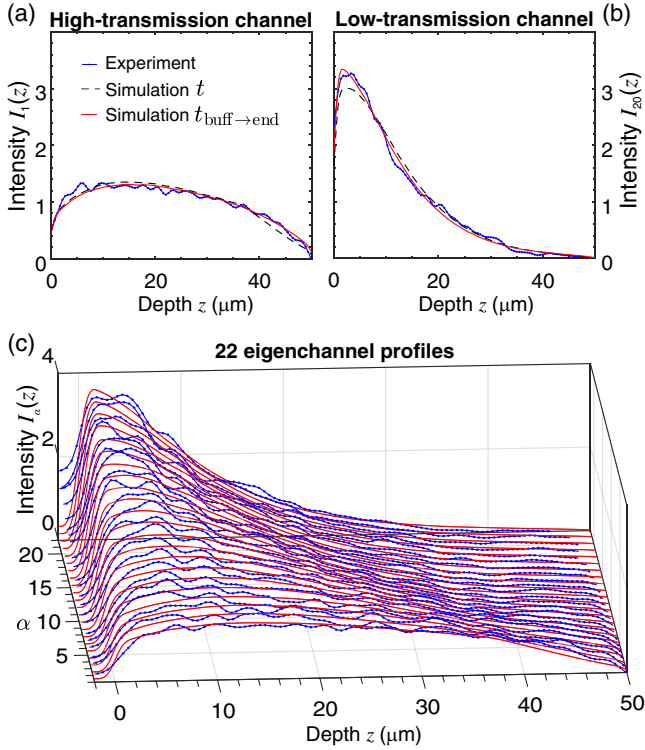 (a) High-transmission channel
Low-transmission channel (b)
Experiment
Simulation t
Simulation t_buff→end
Intensity I₁(z)
3
2
1
0
0 20 40
Depth z (μm)
Intensity I₂₀(z)
3
2
1
0
0 20 40
Depth z (μm)
(c) 22 eigenchannel profiles
Intensity I_α(z)
4
2
0
20
15
α 10
5
0 10 20 30 40 50
Depth z (μm)